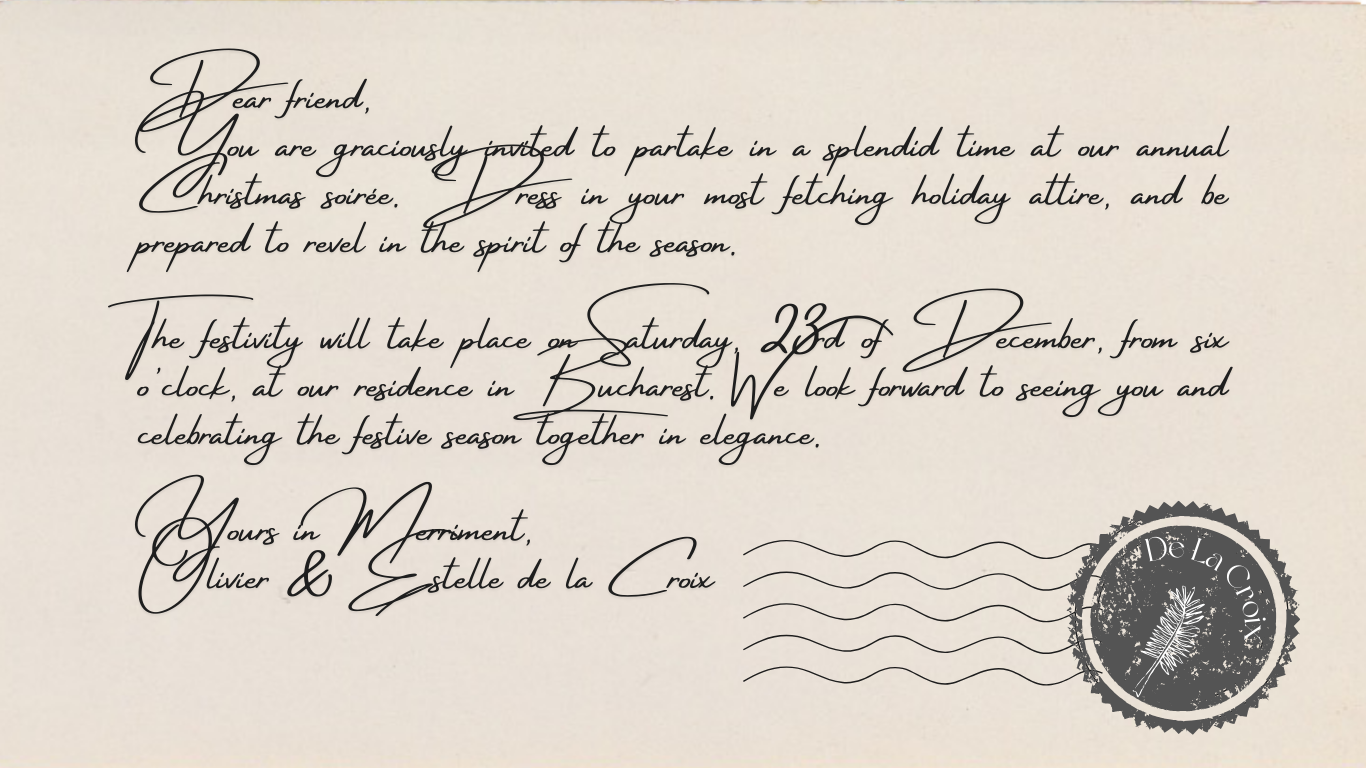 Dear friend,
You are graciously invited to partake in a splendid time at our annual
Christmas soirée. Dress in your most fetching holiday attire, and be
prepared to revel in the spirit of the season.
The festivity will take place on Saturday, 23rd of December, from six
o'clock, at our residence in Bucharest. We look forward to seeing you and
celebrating the festive season together in elegance.
Yours in Merriment,
Olivier & Estelle de la Croix
De La Croix